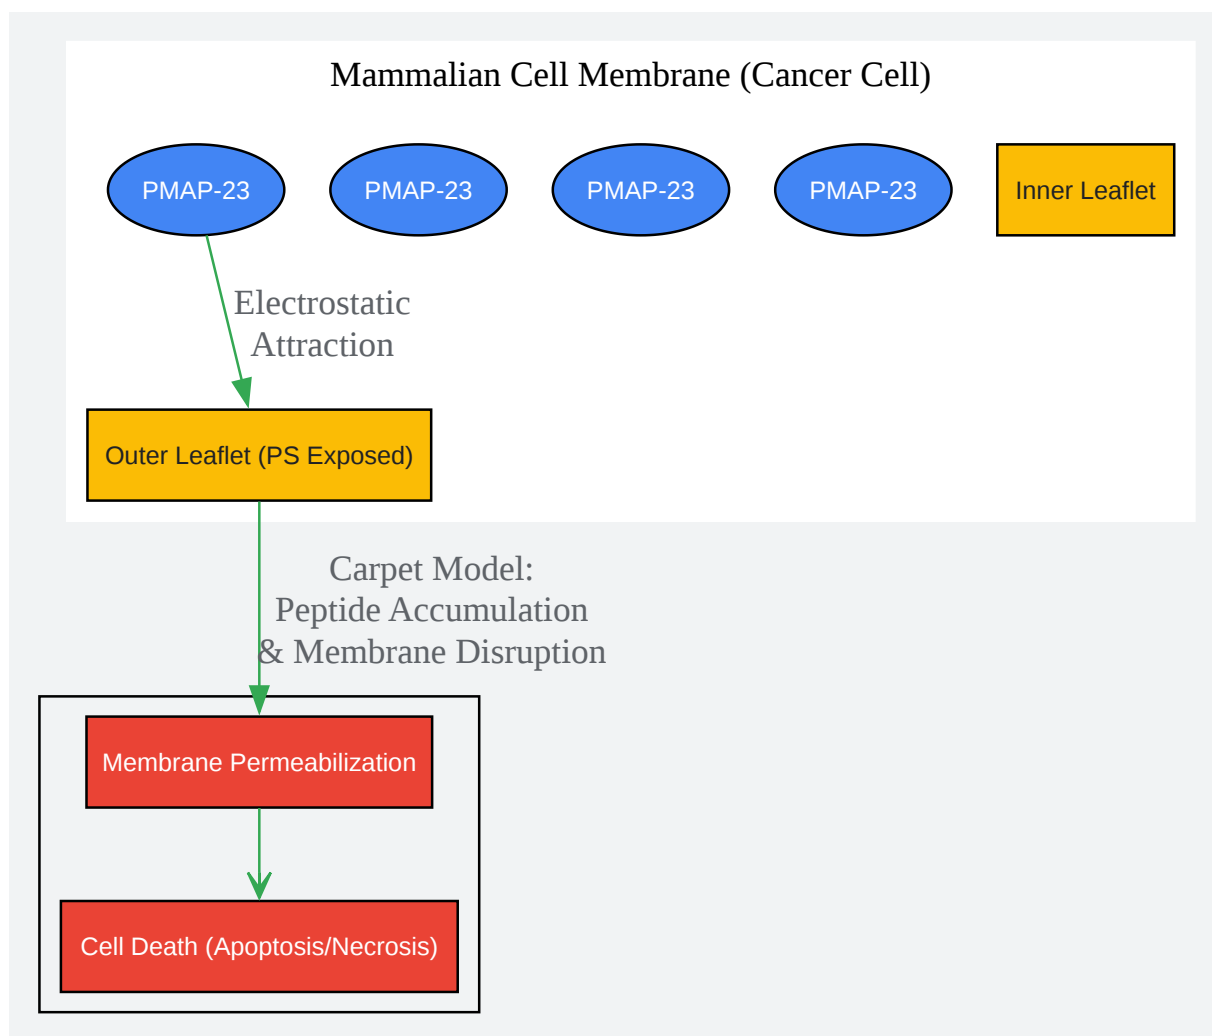 Mammalian Cell Membrane (Cancer Cell)
PMAP-23
PMAP-23
PMAP-23
PMAP-23
Inner Leaflet
Electrostatic
Attraction
Outer Leaflet (PS Exposed)
Carpet Model:
Peptide Accumulation
& Membrane Disruption
Membrane Permeabilization
Cell Death (Apoptosis/Necrosis)